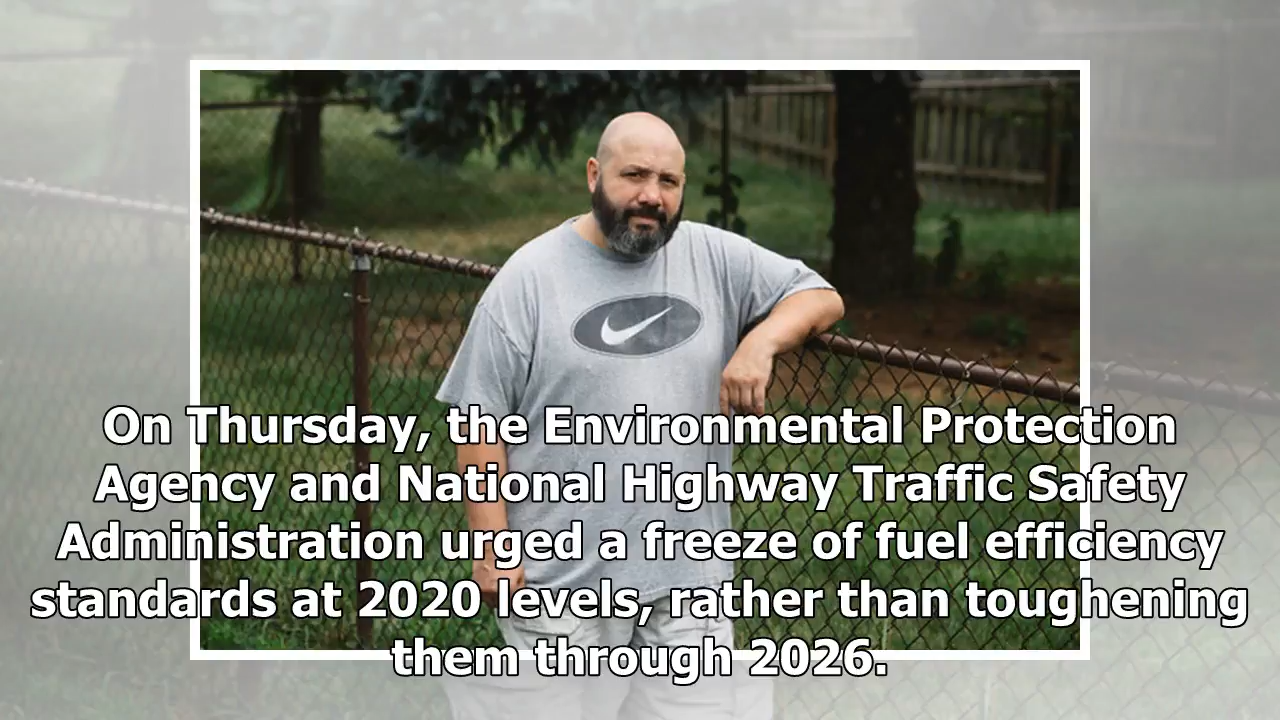 On Thursday, the Environmental Protection
Agency and National Highway Traffic Safety
Administration urged a freeze of fuel efficiency
standards at 2020 levels, rather than toughening
them through 2026.